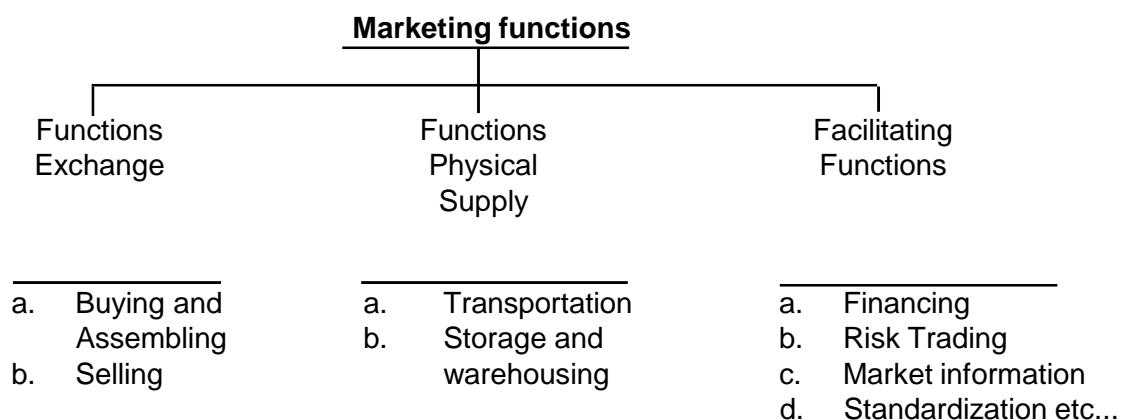 Marketing functions
Functions
Exchange
Functions
Physical
Supply
Facilitating
Functions
a. Buying and
Assembling
b. Selling
a. Transportation
b. Storage and
warehousing
a. Financing
b. Risk Trading
c. Market information
d. Standardization etc...